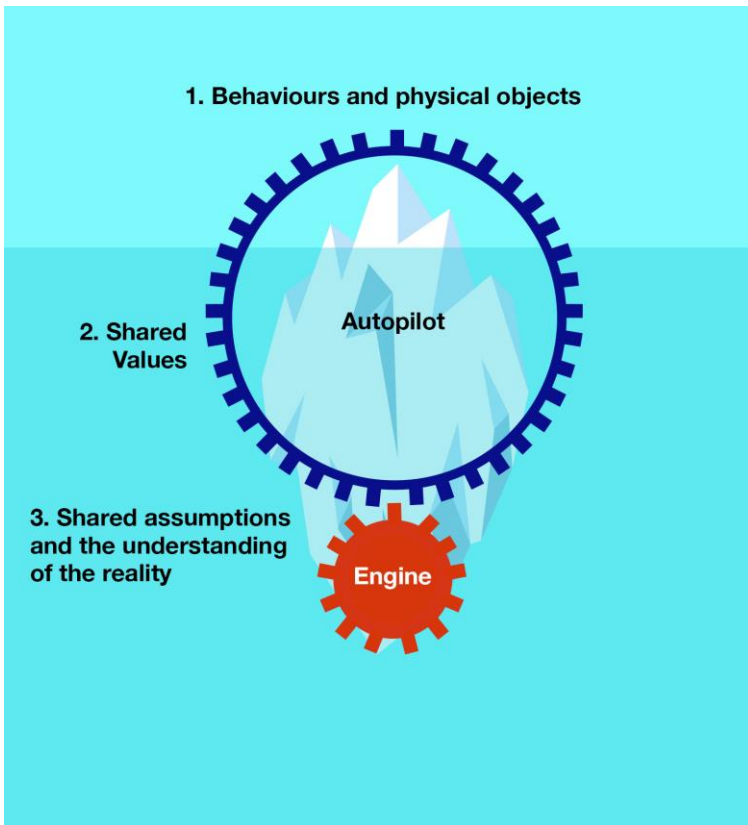 1. Behaviours and physical objects
Autopilot
2. Shared
Values
3. Shared assumptions
and the understanding
of the reality
Engine